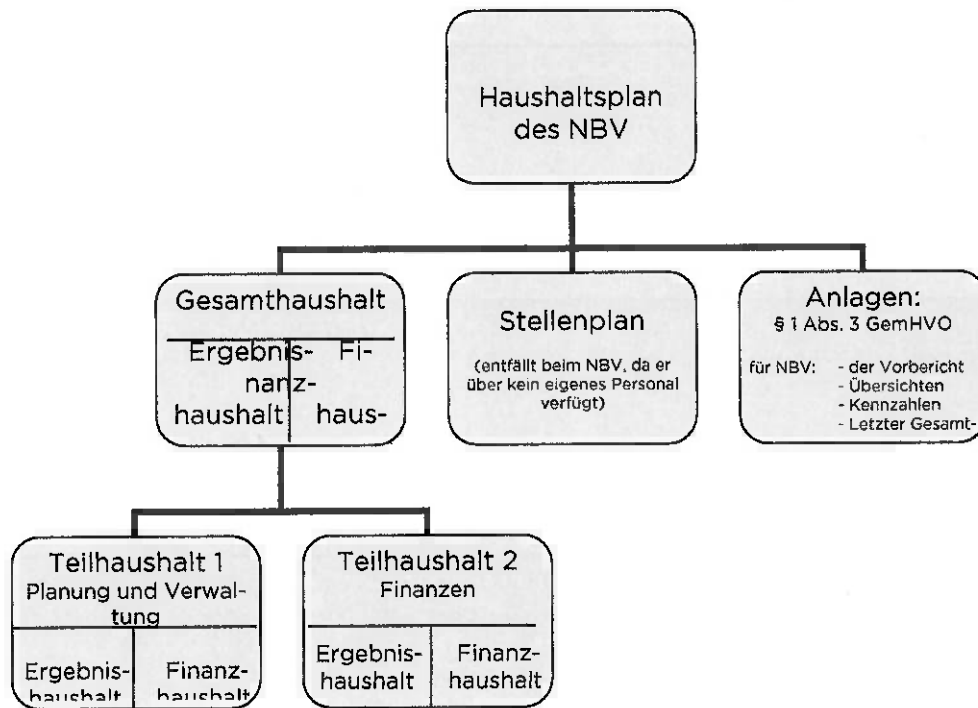 Haushaltsplan
des NBV
Gesamthaushalt
Ergebnis- Fi-
nanz-
haushalt haus-
Stellenplan
(entfällt beim NBV, da er
über kein eigenes Personal
verfügt)
Anlagen:
§ 1 Abs. 3 GemHVO
für NBV: - der Vorbericht
- Übersichten
- Kennzahlen
- Letzter Gesamt-
Teilhaushalt 1
Planung und Verwal-
tung
Ergebnis- Finanz-
haushalt haushalt
Teilhaushalt 2
Finanzen
Ergebnis- Finanz-
haushalt haushalt